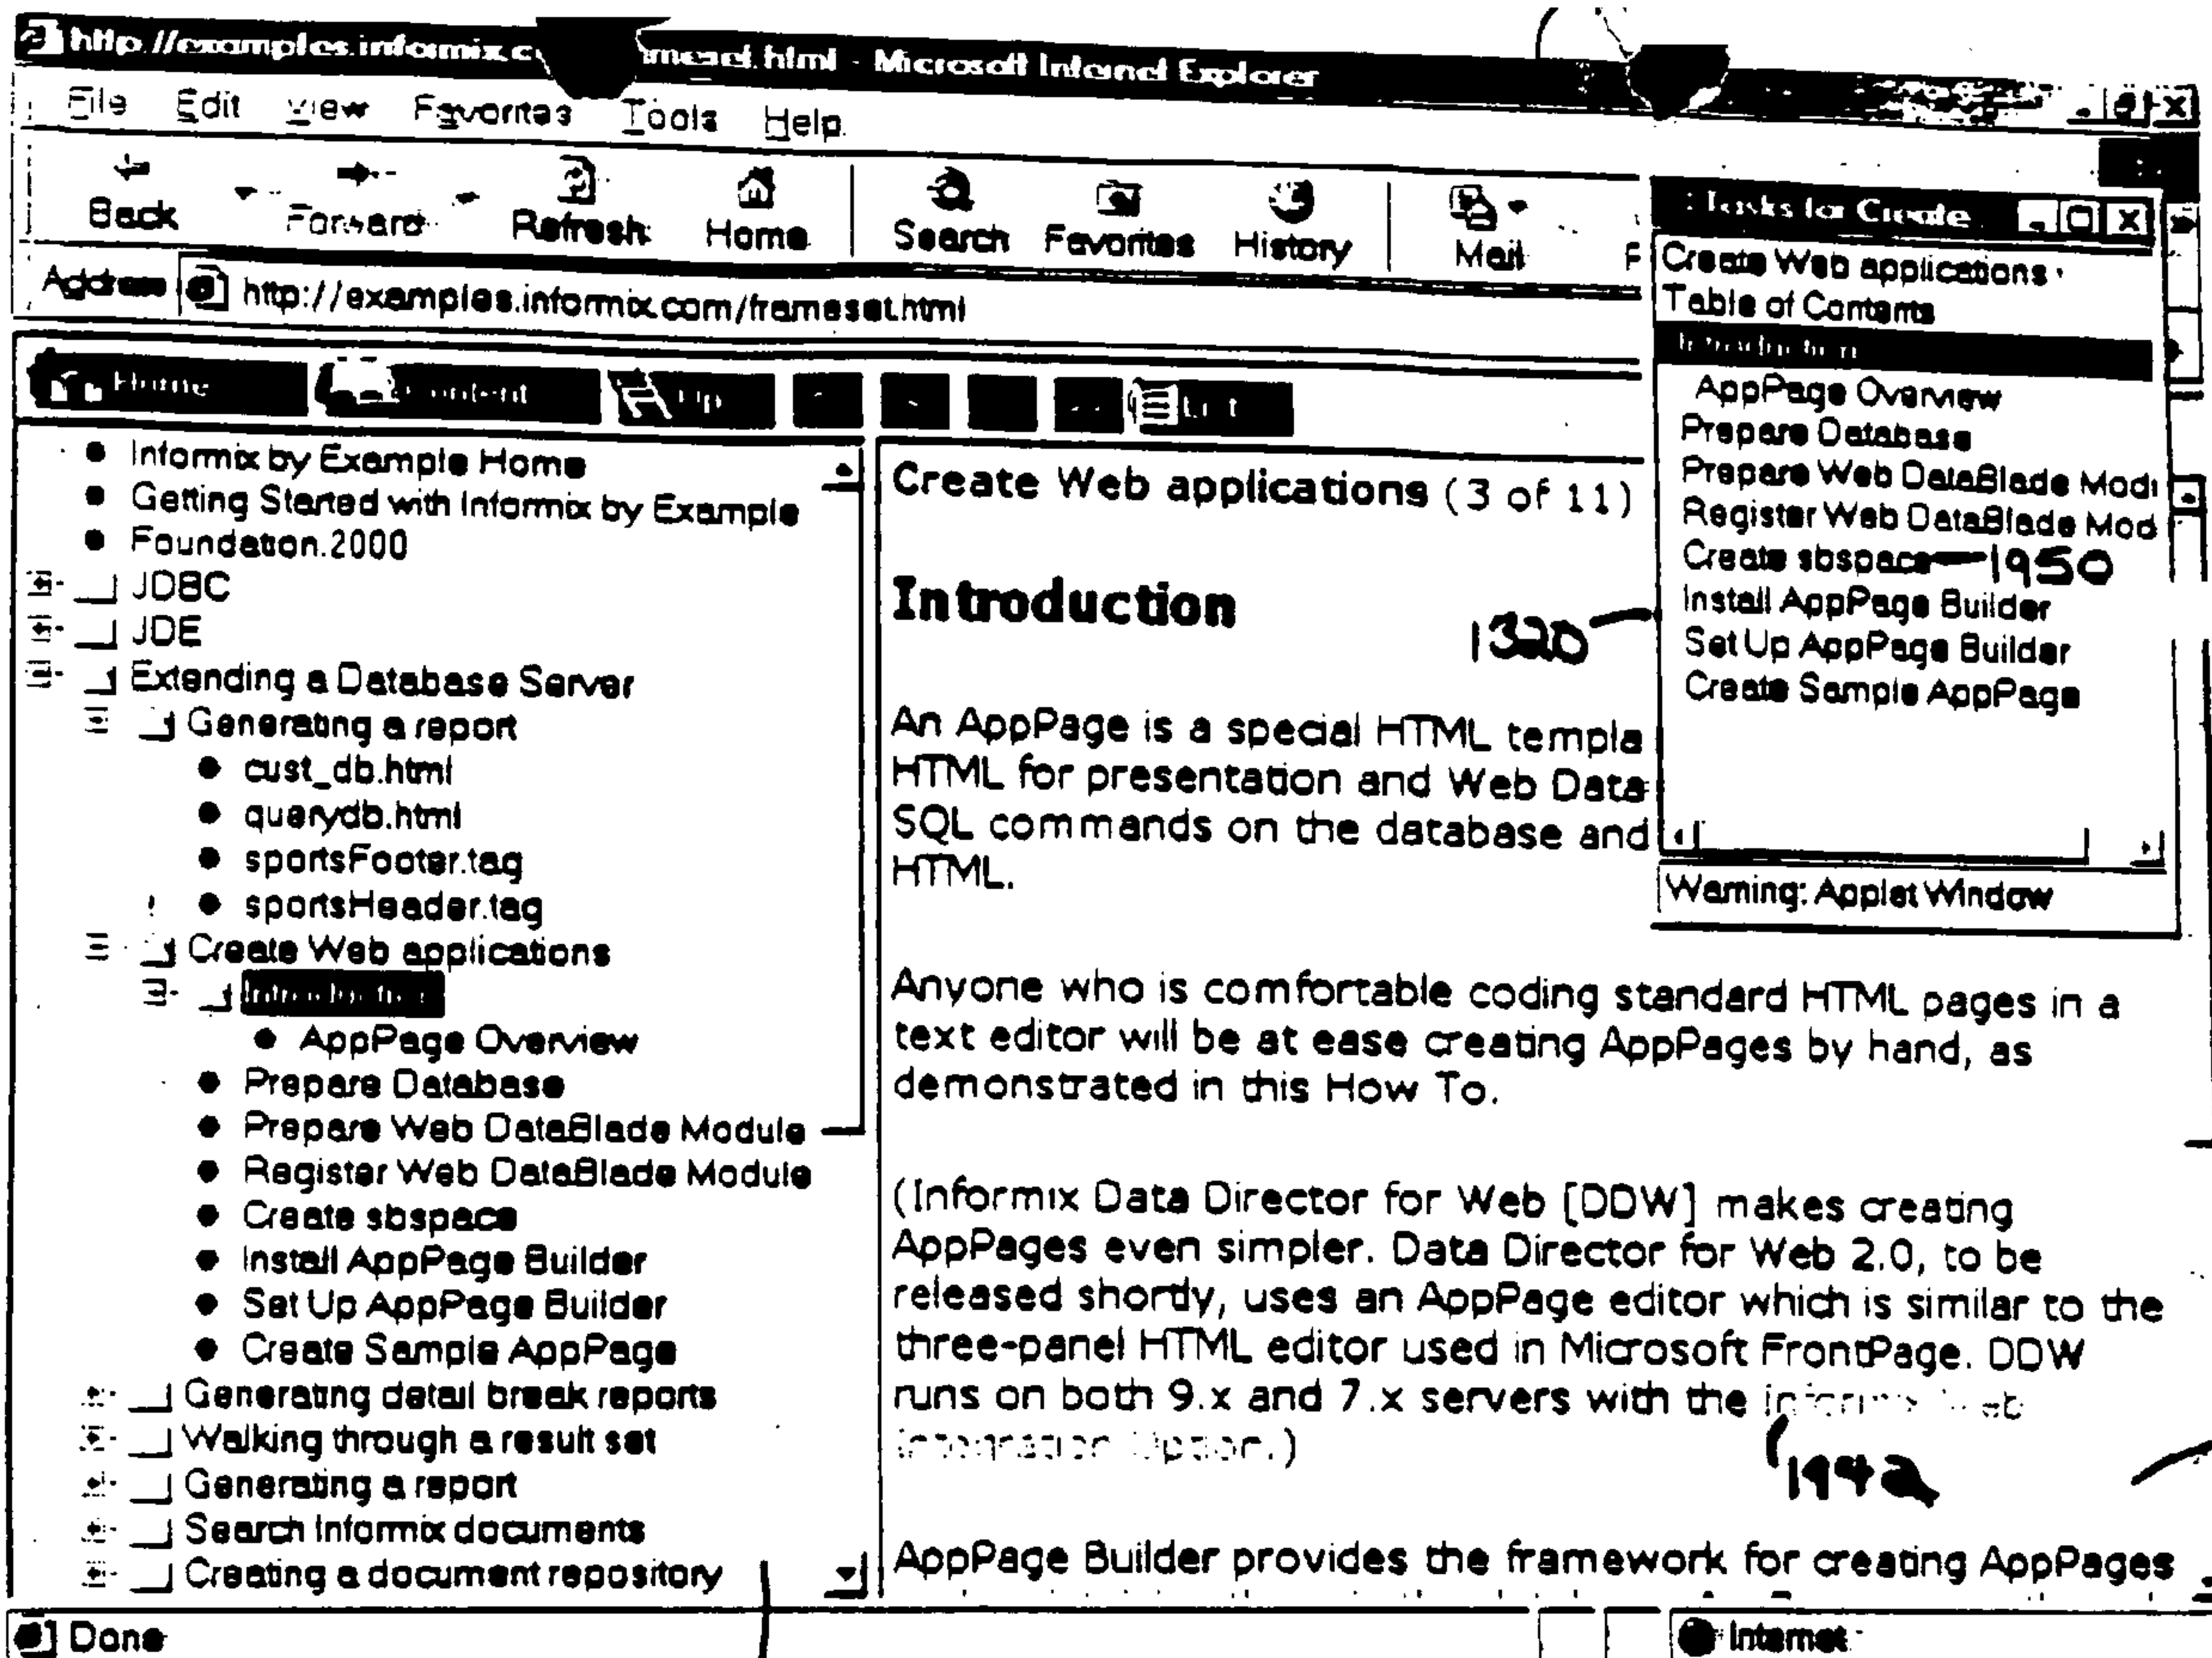 http://examples.informix.c meset.html - Microsoft Internet Explorer
File Edit View Favorites Tools Help
Back Forward Refresh Home Search Favorites History Mail
Address http://examples.informix.com/frameset.html
Home Content Up List
Informix by Example Home
Getting Started with Informix by Example
Foundation.2000
JDBC
JDE
Extending a Database Server
Generating a report
cust_db.html
querydb.html
sportsFooter.tag
sportsHeader.tag
Create Web applications
Introduction
AppPage Overview
Prepare Database
Prepare Web DataBlade Module
Register Web DataBlade Module
Create sbspace
Install AppPage Builder
Set Up AppPage Builder
Create Sample AppPage
Generating detail break reports
Walking through a result set
Generating a report
Search Informix documents
Creating a document repository
Create Web applications (3 of 11)
Introduction
1320
An AppPage is a special HTML templa
HTML for presentation and Web Data
SQL commands on the database and
HTML.
Anyone who is comfortable coding standard HTML pages in a
text editor will be at ease creating AppPages by hand, as
demonstrated in this How To.
(Informix Data Director for Web [DDW] makes creating
AppPages even simpler. Data Director for Web 2.0, to be
released shortly, uses an AppPage editor which is similar to the
three-panel HTML editor used in Microsoft FrontPage. DDW
runs on both 9.x and 7.x servers with the Informix Web
Integration Option.)
1942
AppPage Builder provides the framework for creating AppPages
: Tasks for Create
Create Web applications
Table of Contents
Introduction
AppPage Overview
Prepare Database
Prepare Web DataBlade Modu
Register Web DataBlade Mod
Create sbspace 1950
Install AppPage Builder
Set Up AppPage Builder
Create Sample AppPage
Warning: Applet Window
Done Internet